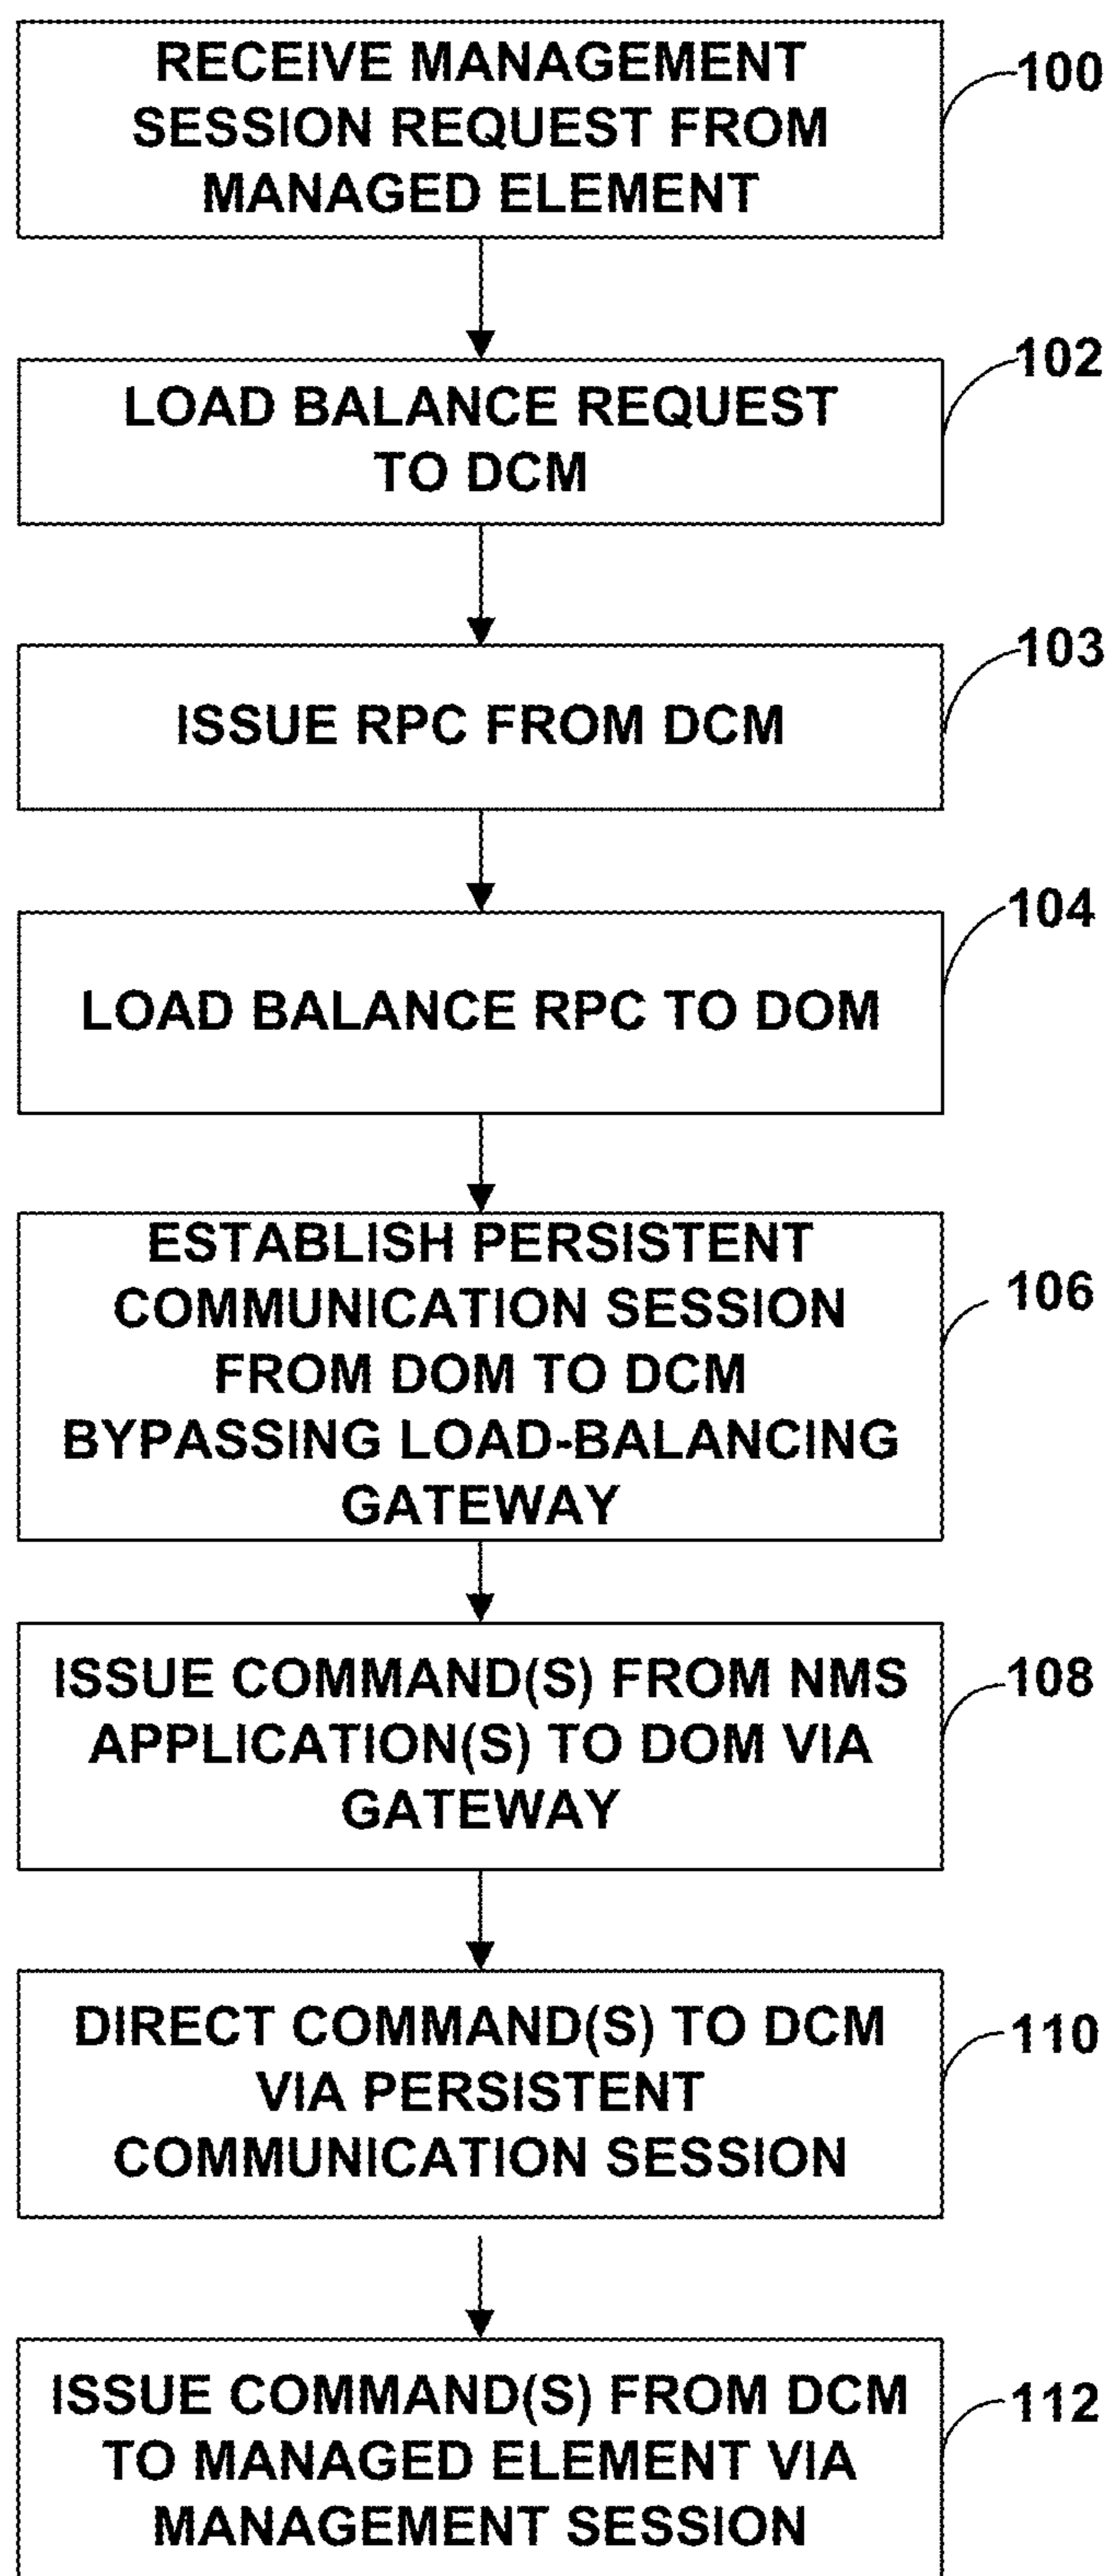 RECEIVE MANAGEMENT
SESSION REQUEST FROM
MANAGED ELEMENT
100
LOAD BALANCE REQUEST
TO DCM
102
ISSUE RPC FROM DCM
103
LOAD BALANCE RPC TO DOM
104
ESTABLISH PERSISTENT
COMMUNICATION SESSION
FROM DOM TO DCM
BYPASSING LOAD-BALANCING
GATEWAY
106
ISSUE COMMAND(S) FROM NMS
APPLICATION(S) TO DOM VIA
GATEWAY
108
DIRECT COMMAND(S) TO DCM
VIA PERSISTENT
COMMUNICATION SESSION
110
ISSUE COMMAND(S) FROM DCM
TO MANAGED ELEMENT VIA
MANAGEMENT SESSION
112